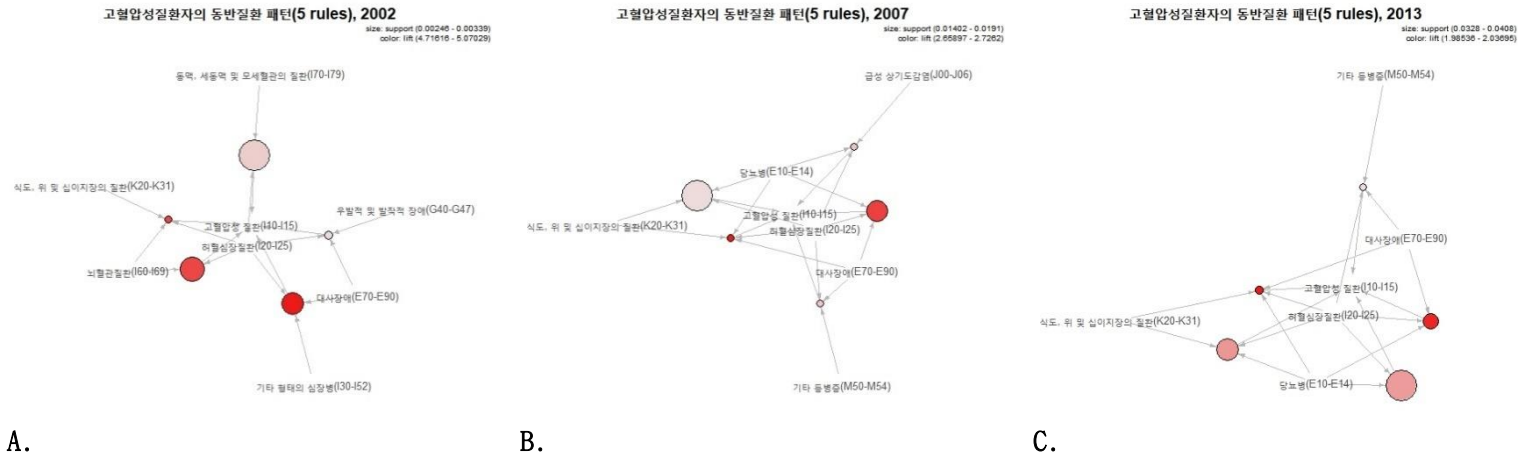 고혈압성질환자의 동반질환 패턴(5 rules), 2002
size: support (0.00246 - 0.00339)
color: lift (4.71616 - 5.07029)
동맥, 세동맥 및 모세혈관의 질환(I70-I79)
식도, 위 및 십이지장의 질환(K20-K31)
우발적 및 발작적 장애(G40-G47)
고혈압성 질환(I10-I15)
허혈심장질환(I20-I25)
뇌혈관질환(I60-I69)
대사장애(E70-E90)
기타 형태의 심장병(I30-I52)
A.
고혈압성질환자의 동반질환 패턴(5 rules), 2007
size: support (0.01402 - 0.0191)
color: lift (2.65897 - 2.7262)
급성 상기도감염(J00-J06)
당뇨병(E10-E14)
고혈압성 질환(I10-I15)
식도, 위 및 십이지장의 질환(K20-K31)
허혈심장질환(I20-I25)
대사장애(E70-E90)
기타 등병증(M50-M54)
B.
고혈압성질환자의 동반질환 패턴(5 rules), 2013
size: support (0.0328 - 0.0408)
color: lift (1.98536 - 2.03695)
기타 등병증(M50-M54)
대사장애(E70-E90)
고혈압성 질환(I10-I15)
허혈심장질환(I20-I25)
식도, 위 및 십이지장의 질환(K20-K31)
당뇨병(E10-E14)
C.